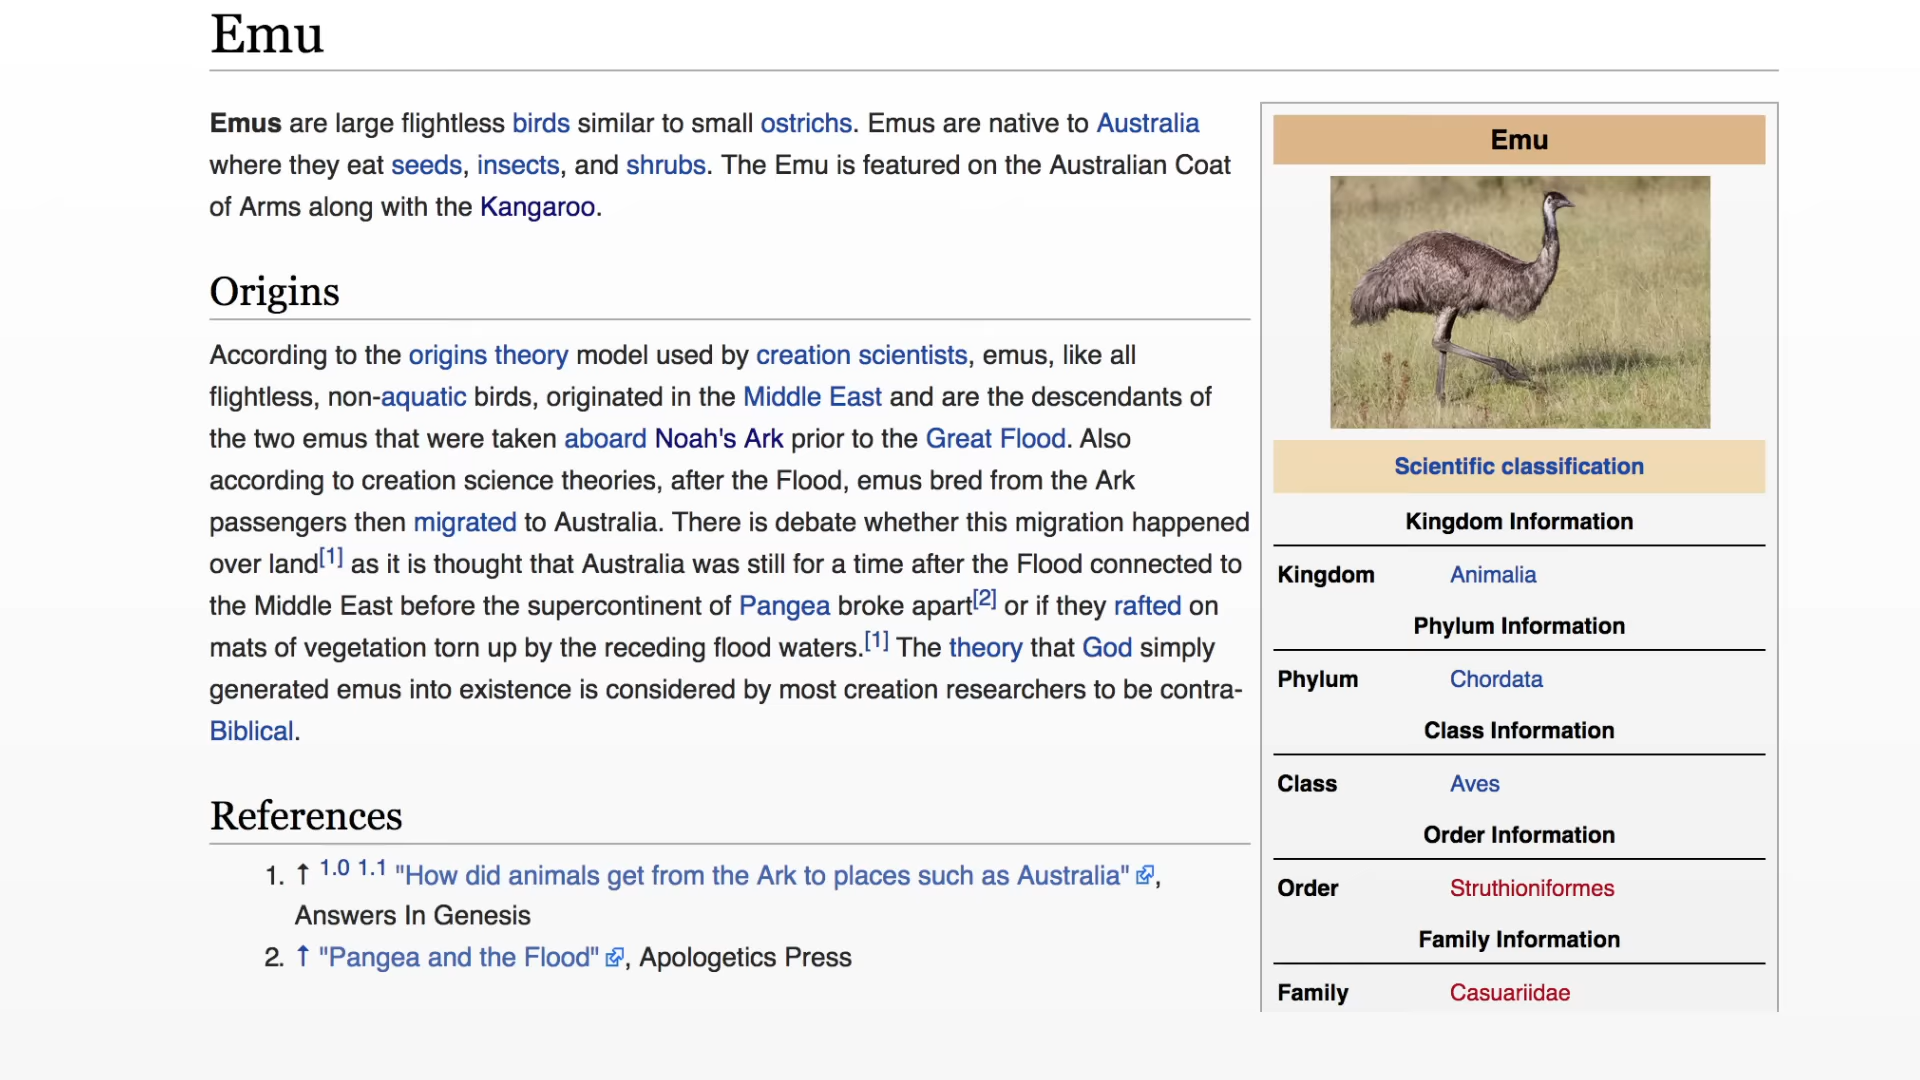 Emu
Emus are large flightless birds similar to small ostrichs. Emus are native to Australia
where they eat seeds, insects, and shrubs. The Emu is featured on the Australian Coat
of Arms along with the Kangaroo.
Origins
According to the origins theory model used by creation scientists, emus, like all
flightless, non-aquatic birds, originated in the Middle East and are the descendants of
the two emus that were taken aboard Noah's Ark prior to the Great Flood. Also
according to creation science theories, after the Flood, emus bred from the Ark
passengers then migrated to Australia. There is debate whether this migration happened
over land[1] as it is thought that Australia was still for a time after the Flood connected to
the Middle East before the supercontinent of Pangea broke apart[2] or if they rafted on
mats of vegetation torn up by the receding flood waters.[1] The theory that God simply
generated emus into existence is considered by most creation researchers to be contra-
Biblical.
References
1. ↑ 1.0 1.1 "How did animals get from the Ark to places such as Australia",
Answers In Genesis
2. ↑ "Pangea and the Flood", Apologetics Press
Emu
Scientific classification
Kingdom Information
Kingdom Animalia
Phylum Information
Phylum Chordata
Class Information
Class Aves
Order Information
Order Struthioniformes
Family Information
Family Casuariidae